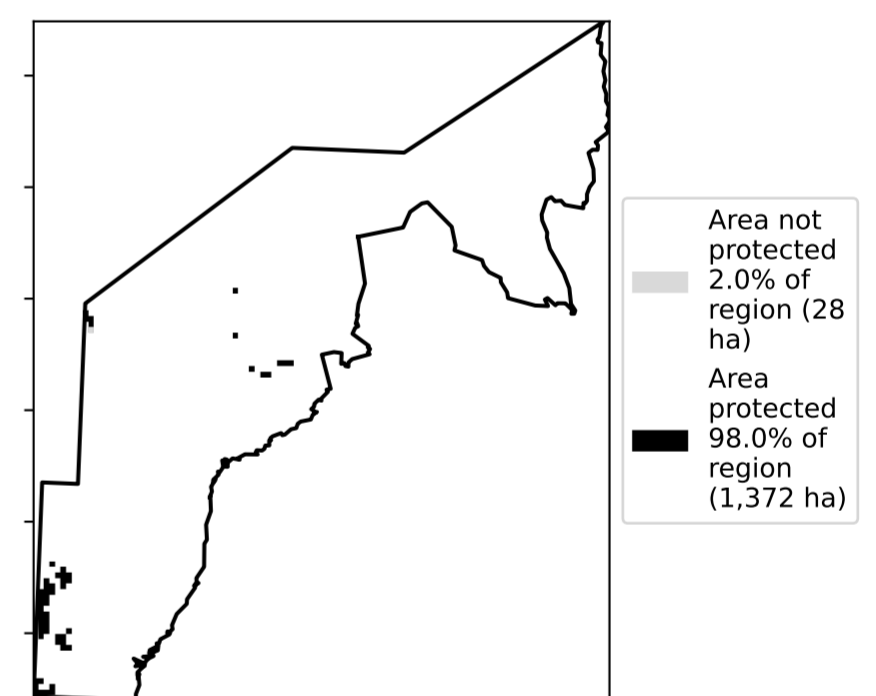 Area not
protected
2.0% of
region (28
ha)
Area
protected
98.0% of
region
(1,372 ha)